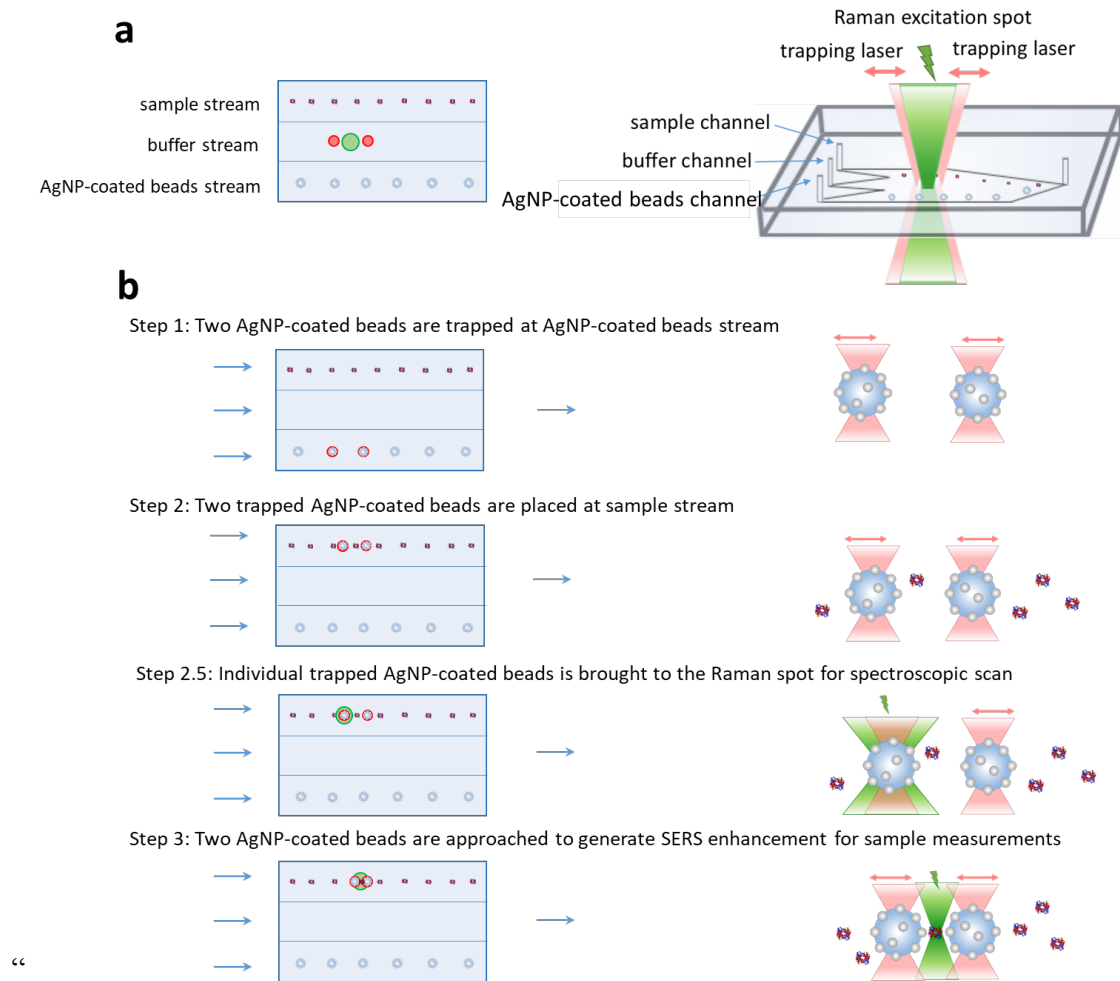 a
Raman excitation spot
trapping laser
trapping laser
sample stream
buffer stream
AgNP-coated beads stream
sample channel
buffer channel
AgNP-coated beads channel
b
Step 1: Two AgNP-coated beads are trapped at AgNP-coated beads stream
Step 2: Two trapped AgNP-coated beads are placed at sample stream
Step 2.5: Individual trapped AgNP-coated beads is brought to the Raman spot for spectroscopic scan
Step 3: Two AgNP-coated beads are approached to generate SERS enhancement for sample measurements
“